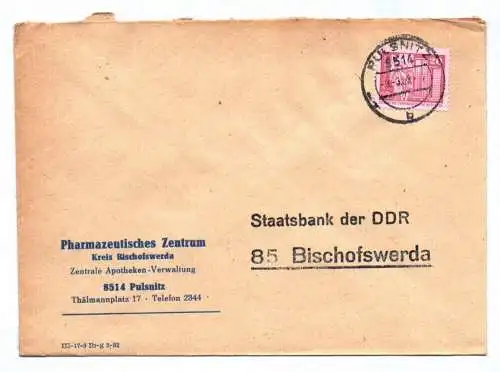 PULSNITZ
8514
b
Staatsbank der DDR
85 Bischofswerda
Pharmazeutisches Zentrum
Kreis Bischofswerda
Zentrale Apotheken-Verwaltung
8514 Pulsnitz
Thälmannplatz 17 · Telefon 2344